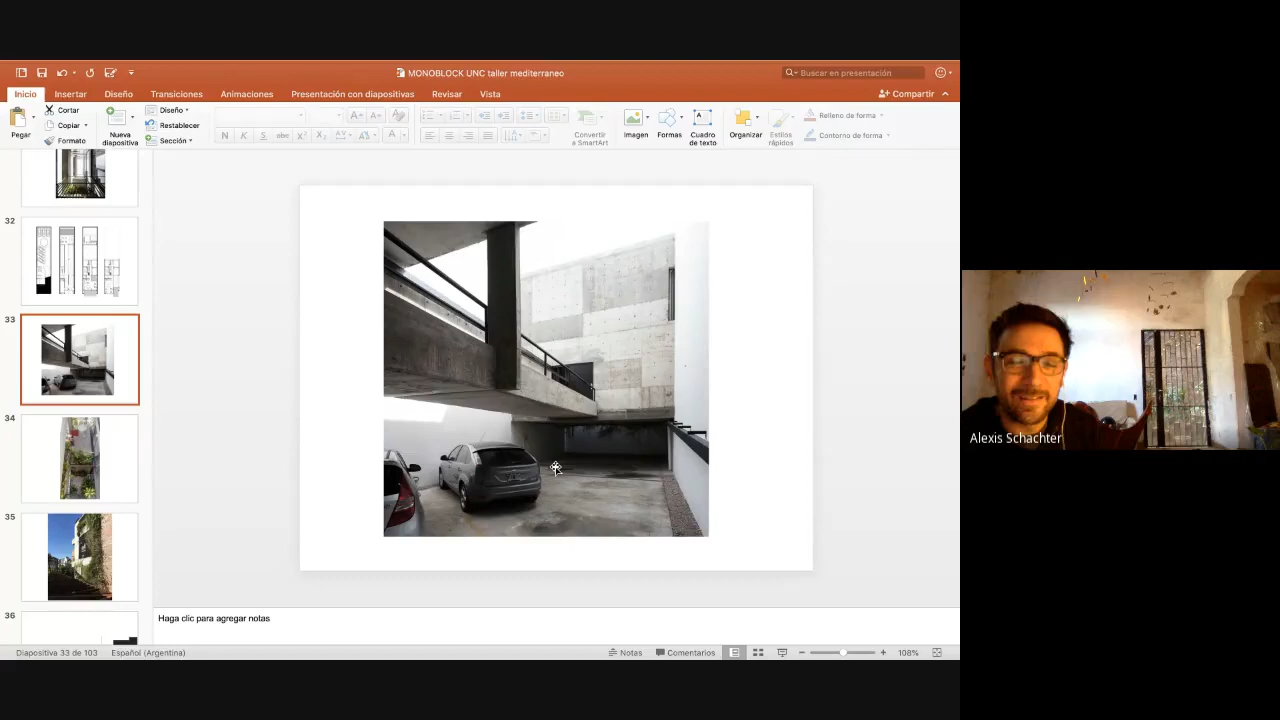 MONOBLOCK UNC taller mediterraneo
Buscar en presentación
Inicio Insertar Diseño Transiciones Animaciones Presentación con diapositivas Revisar Vista Compartir
Pegar
Cortar
Copiar
Formato
Nueva
diapositiva
Diseño
Restablecer
Sección
N K S abc X² X₂
Convertir
a SmartArt
Imagen
Formas
Cuadro
de texto
Organizar
Estilos
rápidos
Relleno de forma
Contorno de forma
32
33
34
35
36
Alexis Schachter
Haga clic para agregar notas
Diapositiva 33 de 103 Español (Argentina) Notas Comentarios 108%